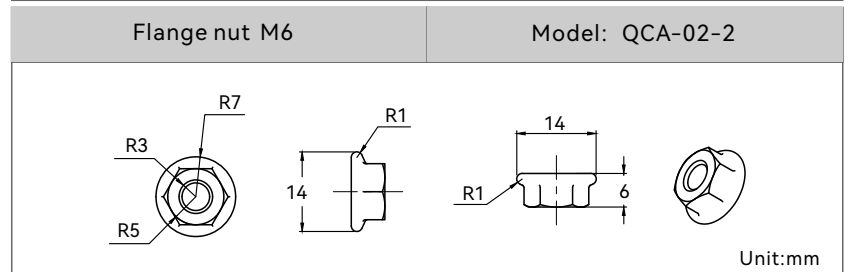 Flange nut M6
Model: QCA-02-2
R7
R3
R5
R1
14
14
R1
6
Unit:mm